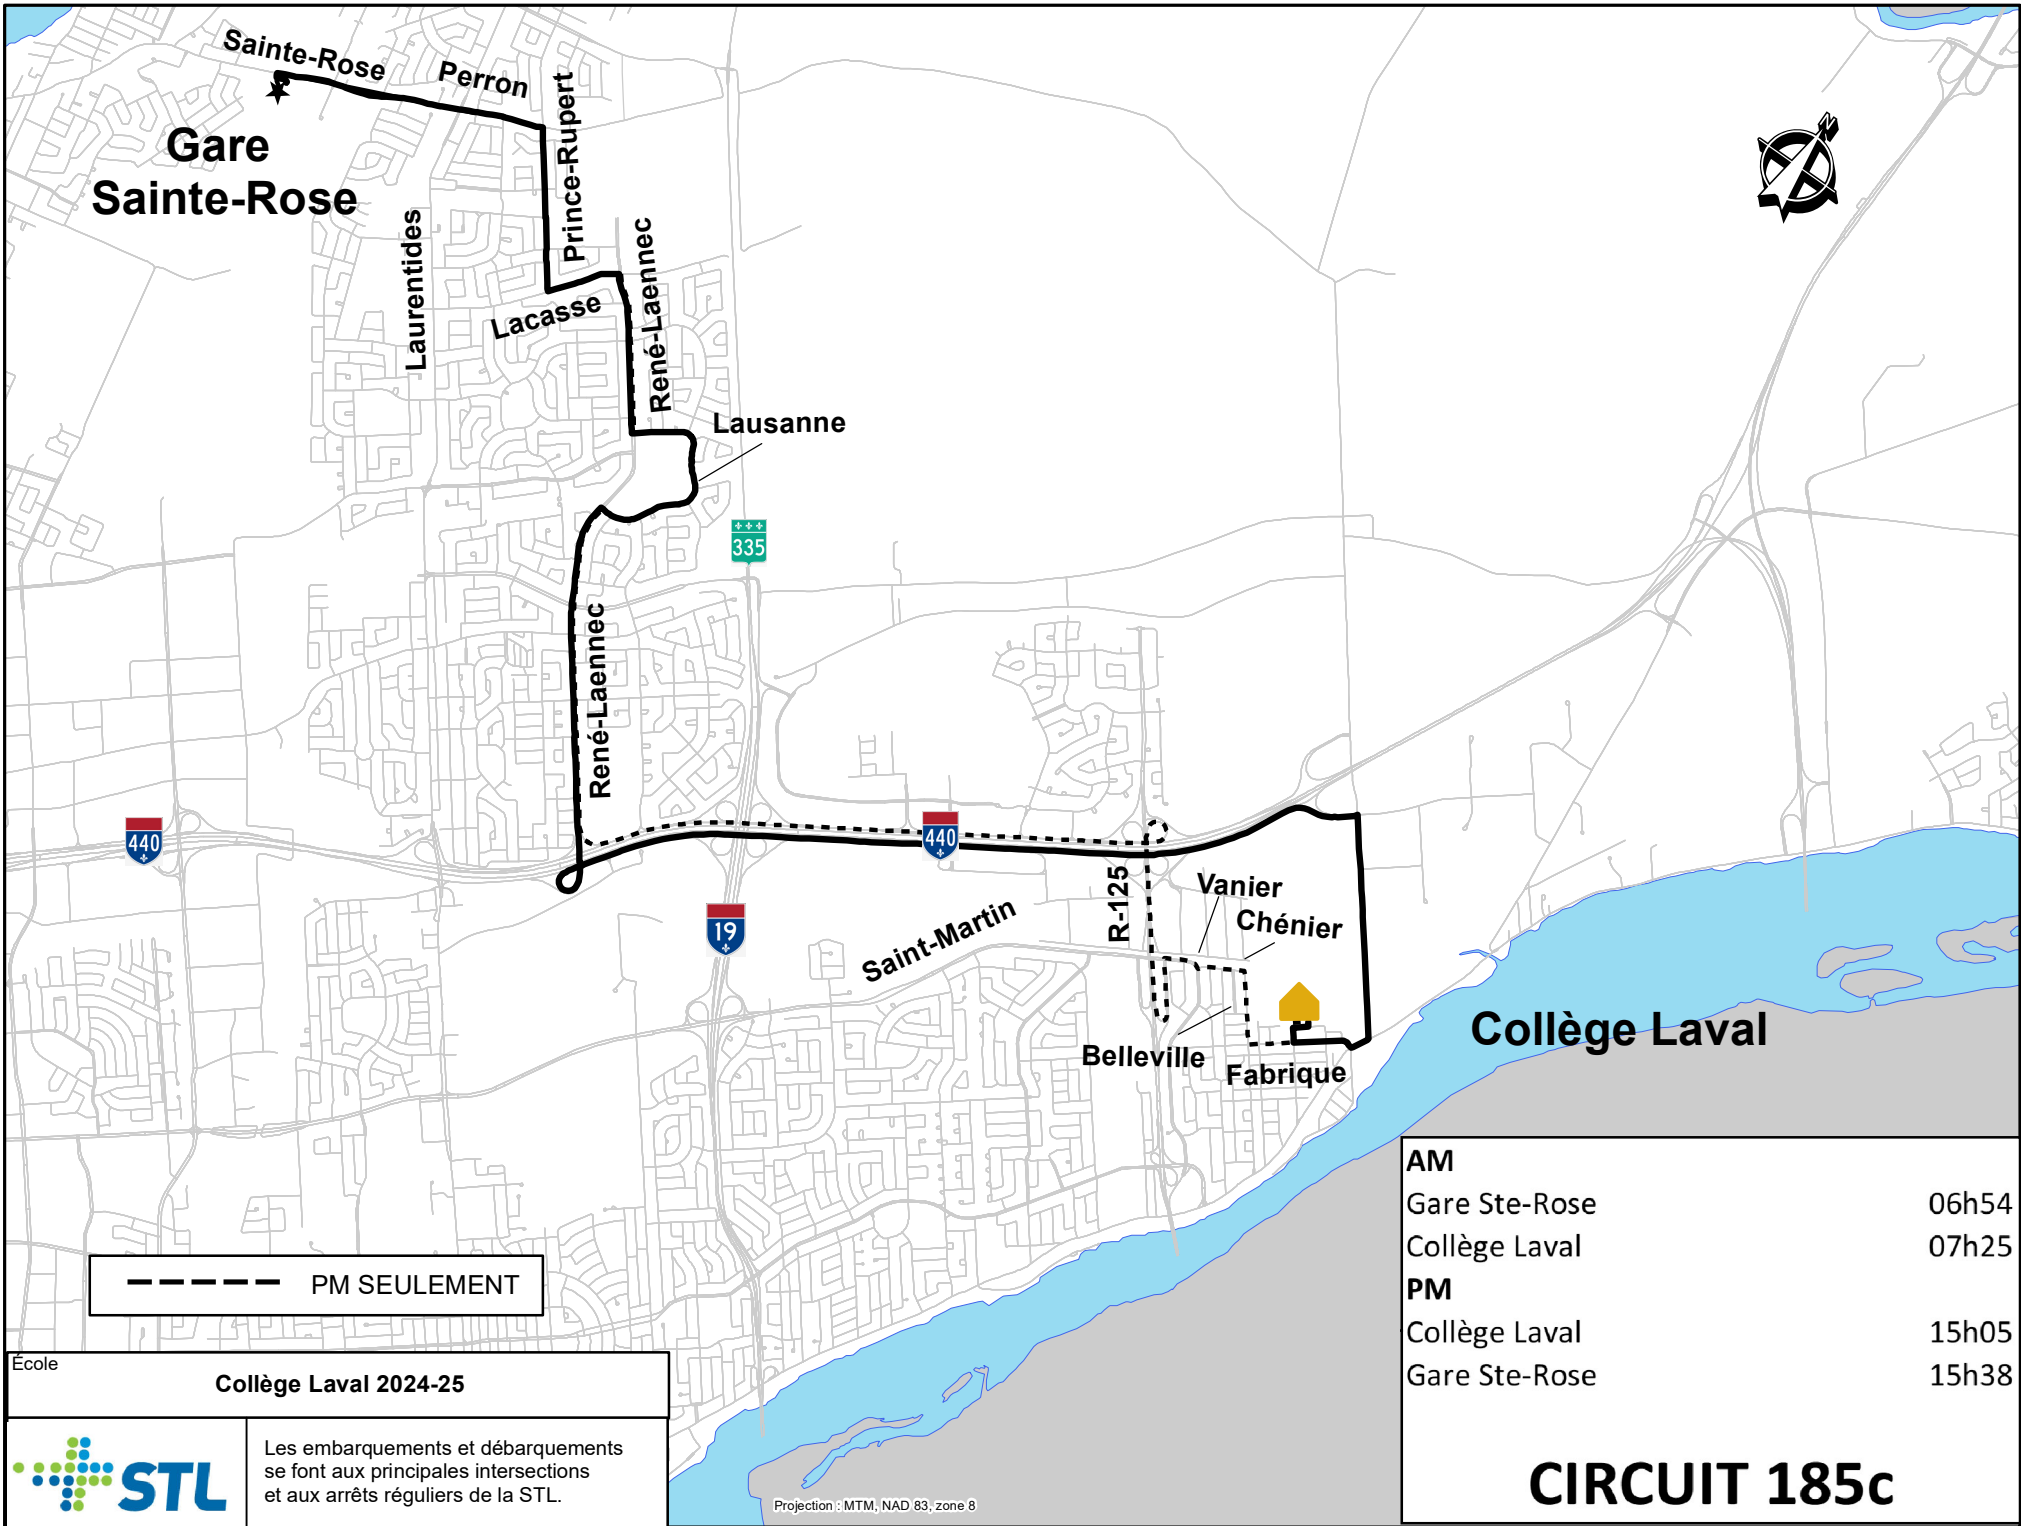 Sainte-Rose
Perron
Gare
Sainte-Rose
Prince-Rupert
Laurentides
Lacasse
René-Laennec
Lausanne
335
René-Laennec
440
440
19
R-125
Vanier
Chénier
Saint-Martin
Belleville
Fabrique
Collège Laval
N
PM SEULEMENT
AM
Gare Ste-Rose 06h54
Collège Laval 07h25
PM
Collège Laval 15h05
Gare Ste-Rose 15h38
CIRCUIT 185c
École
Collège Laval 2024-25
STL
Les embarquements et débarquements
se font aux principales intersections
et aux arrêts réguliers de la STL.
Projection : MTM, NAD 83, zone 8